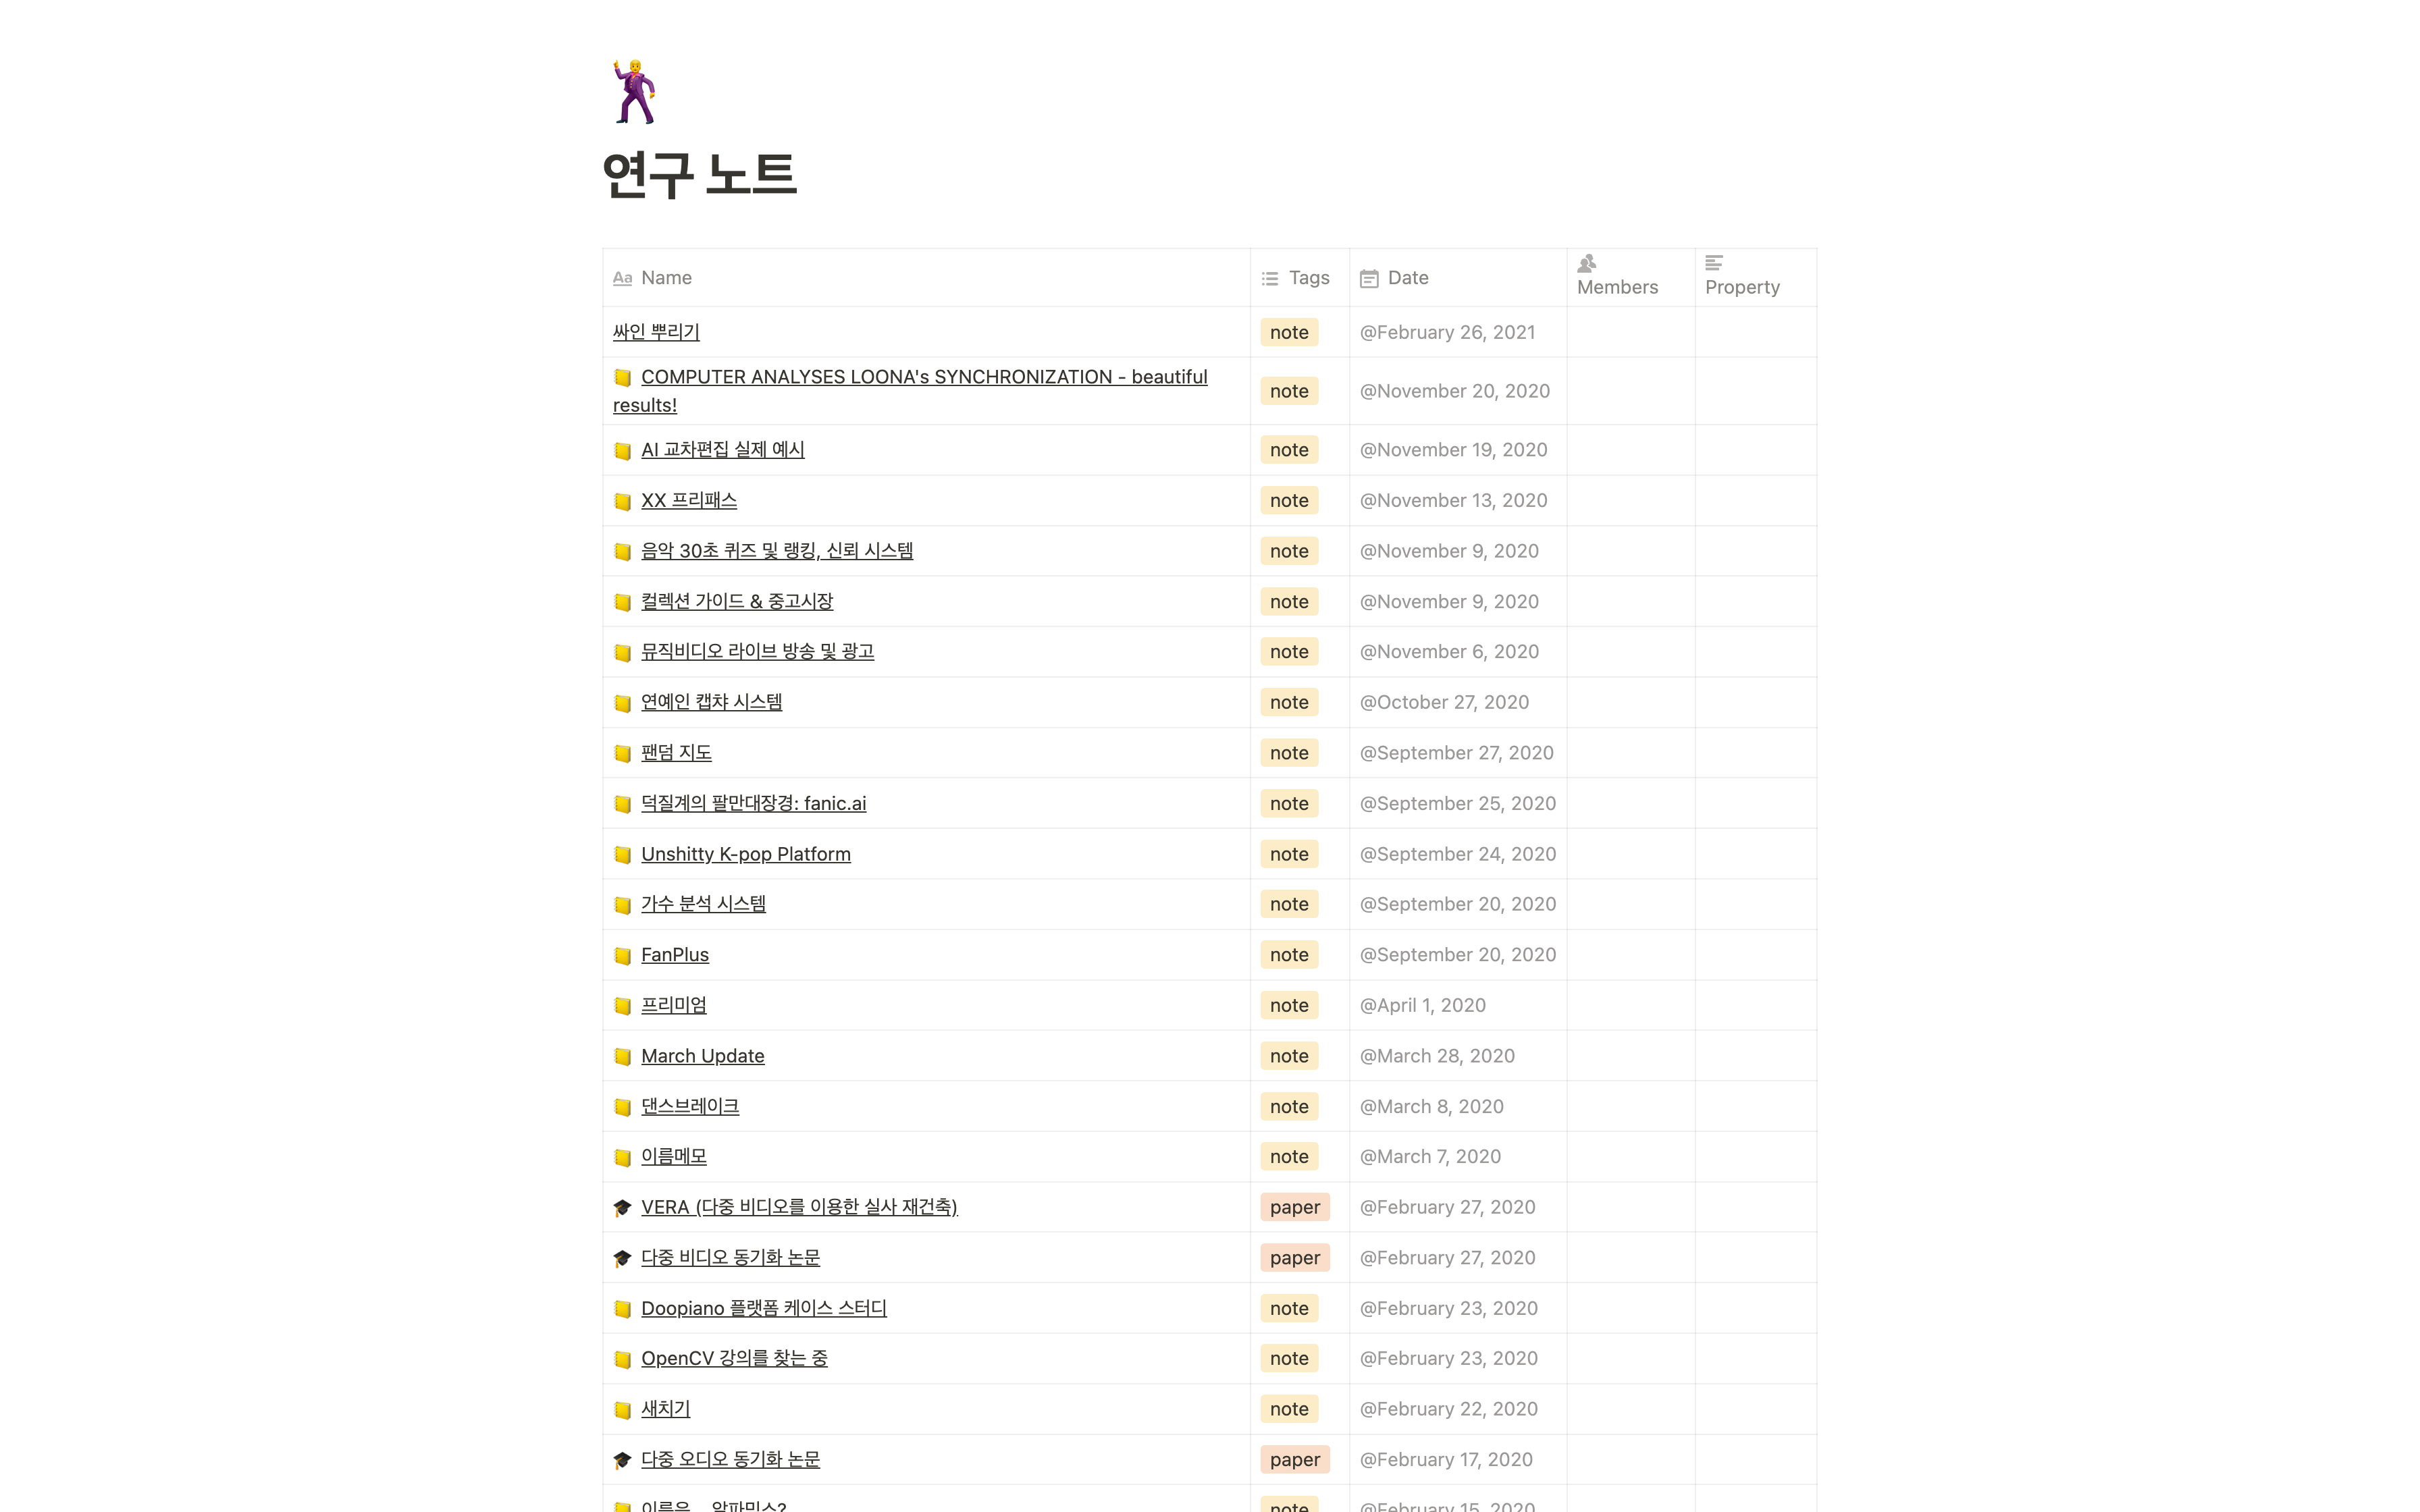 연구 노트
Aa Name Tags Date Members Property
싸인 뿌리기 note @February 26, 2021
COMPUTER ANALYSES LOONA's SYNCHRONIZATION - beautiful
results! note @November 20, 2020
AI 교차편집 실제 예시 note @November 19, 2020
XX 프리패스 note @November 13, 2020
음악 30초 퀴즈 및 랭킹, 신뢰 시스템 note @November 9, 2020
컬렉션 가이드 & 중고시장 note @November 9, 2020
뮤직비디오 라이브 방송 및 광고 note @November 6, 2020
연예인 캡챠 시스템 note @October 27, 2020
팬덤 지도 note @September 27, 2020
덕질계의 팔만대장경: fanic.ai note @September 25, 2020
Unshitty K-pop Platform note @September 24, 2020
가수 분석 시스템 note @September 20, 2020
FanPlus note @September 20, 2020
프리미엄 note @April 1, 2020
March Update note @March 28, 2020
댄스브레이크 note @March 8, 2020
이름메모 note @March 7, 2020
VERA (다중 비디오를 이용한 실사 재건축) paper @February 27, 2020
다중 비디오 동기화 논문 paper @February 27, 2020
Doopiano 플랫폼 케이스 스터디 note @February 23, 2020
OpenCV 강의를 찾는 중 note @February 23, 2020
새치기 note @February 22, 2020
다중 오디오 동기화 논문 paper @February 17, 2020
이름은... 알파밍스? note @February 15, 2020